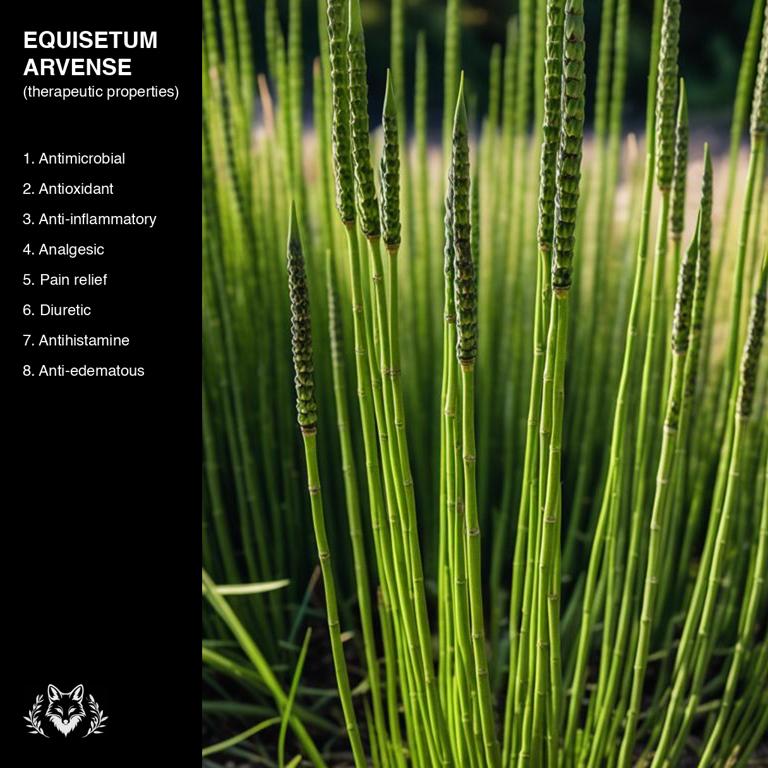 EQUISETUM
ARVENSE
(therapeutic properties)
1. Antimicrobial
2. Antioxidant
3. Anti-inflammatory
4. Analgesic
5. Pain relief
6. Diuretic
7. Antihistamine
8. Anti-edematous